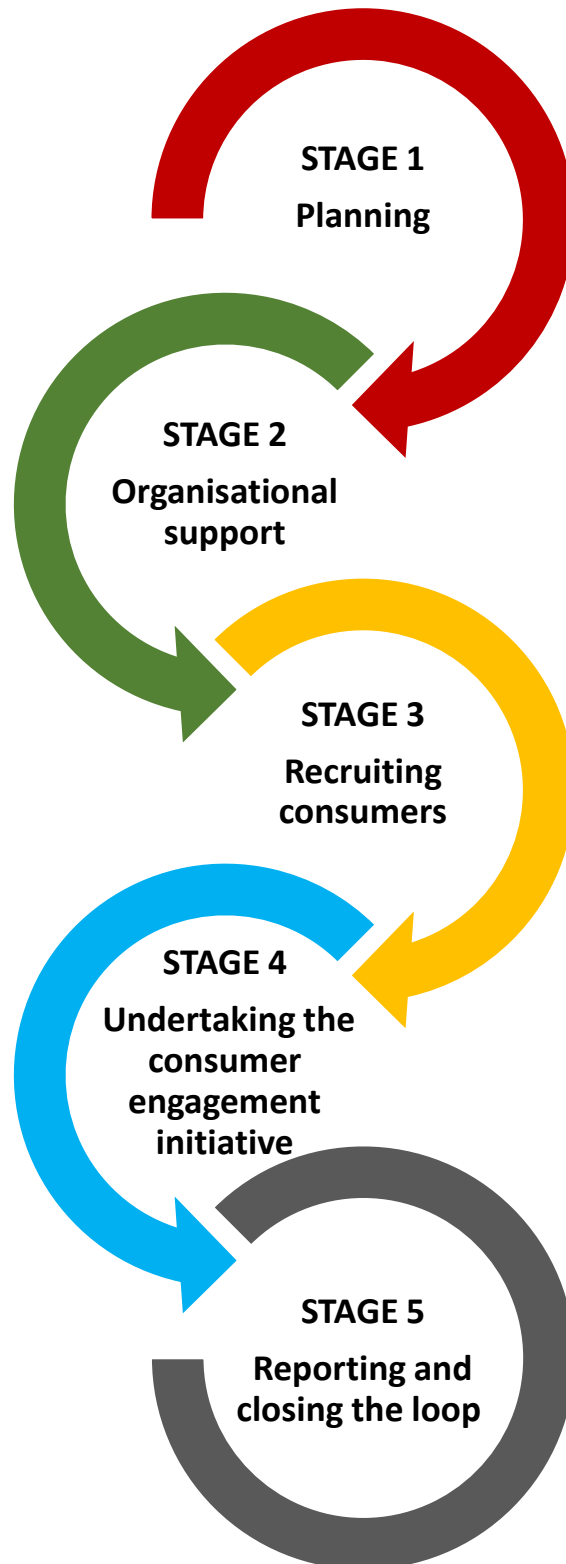 STAGE 1
Planning
STAGE 2
Organisational
support
STAGE 3
Recruiting
consumers
STAGE 4
Undertaking the
consumer
engagement
initiative
STAGE 5
Reporting and
closing the loop